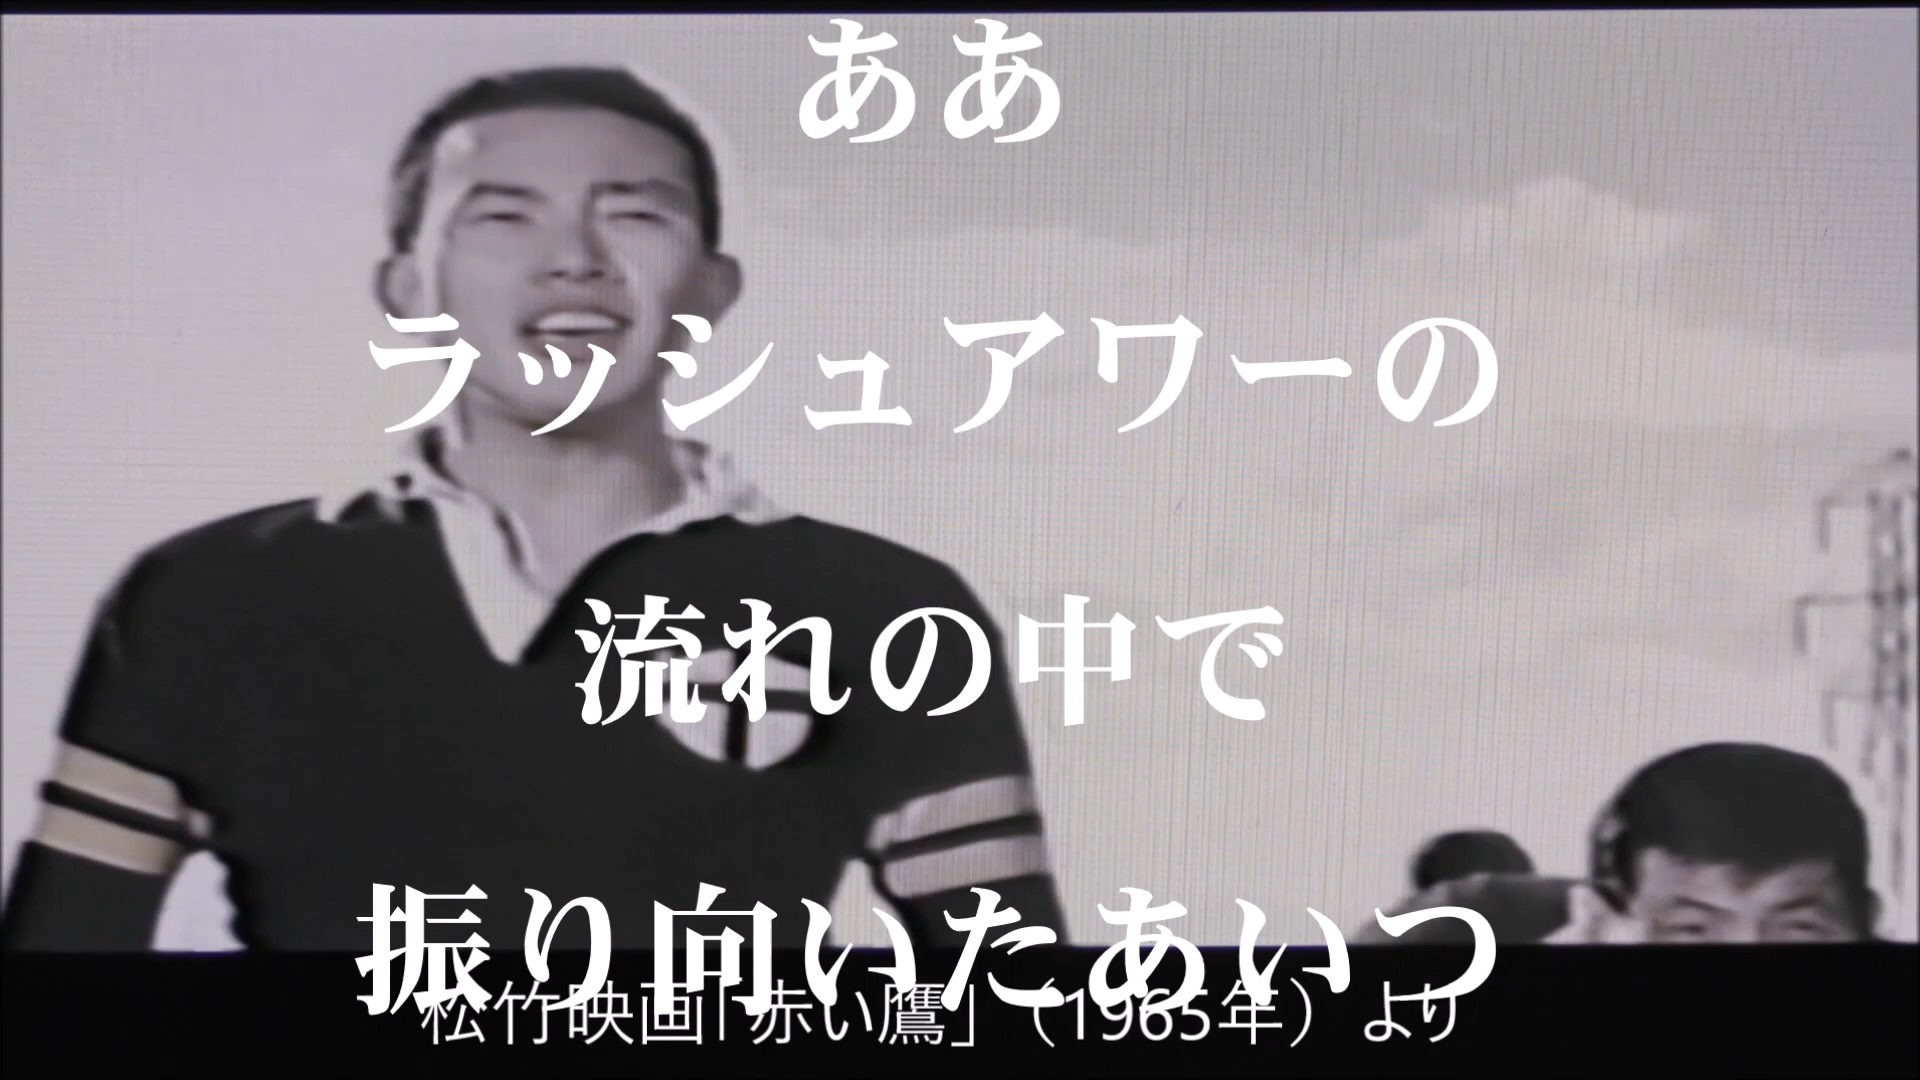 ああ
ラッシュアワーの
流れの中で
振り向いたあいつ
松竹映画「赤い鷹」（1965年）より